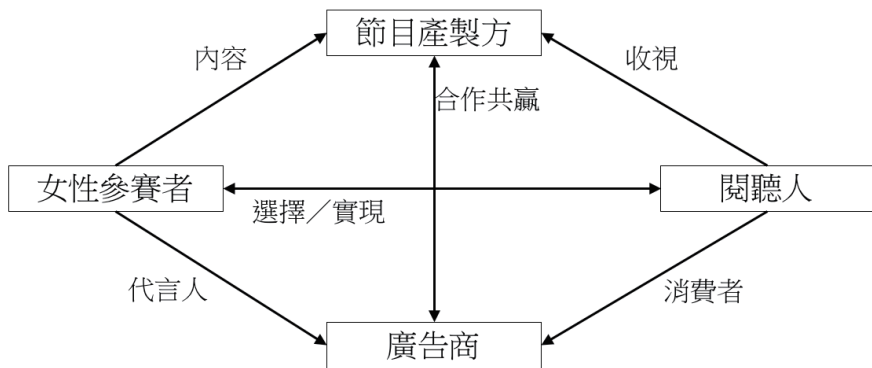 節目產製方
內容
收視
合作共贏
女性參賽者
閱聽人
選擇／實現
代言人
消費者
廣告商